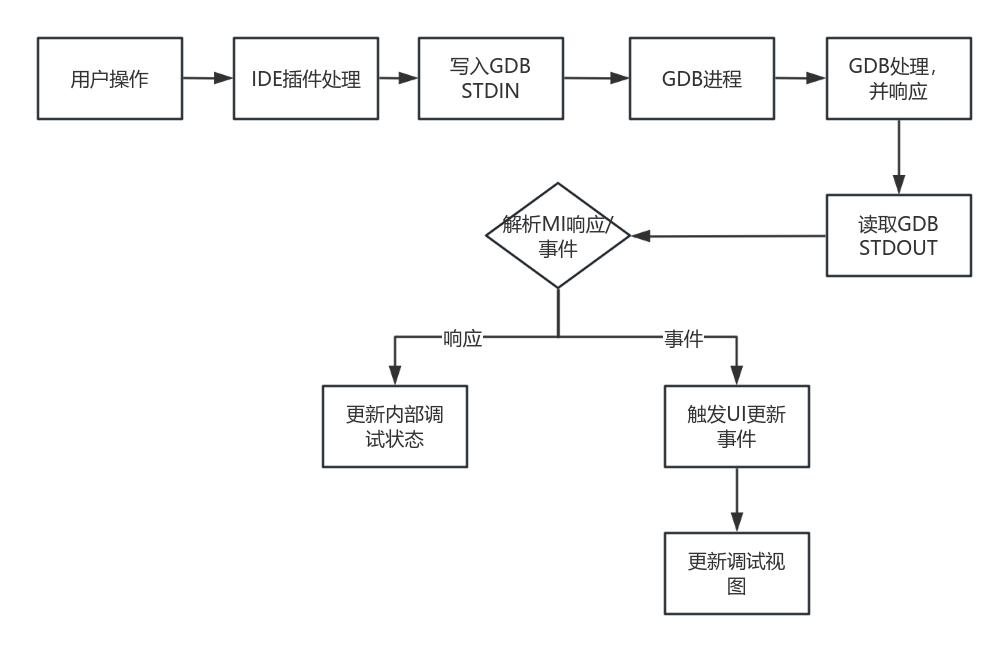 用户操作
IDE插件处理
写入GDB
STDIN
GDB进程
GDB处理，
并响应
读取GDB
STDOUT
解析MI响应/
事件
响应
事件
更新内部调
试状态
触发UI更新
事件
更新调试视
图